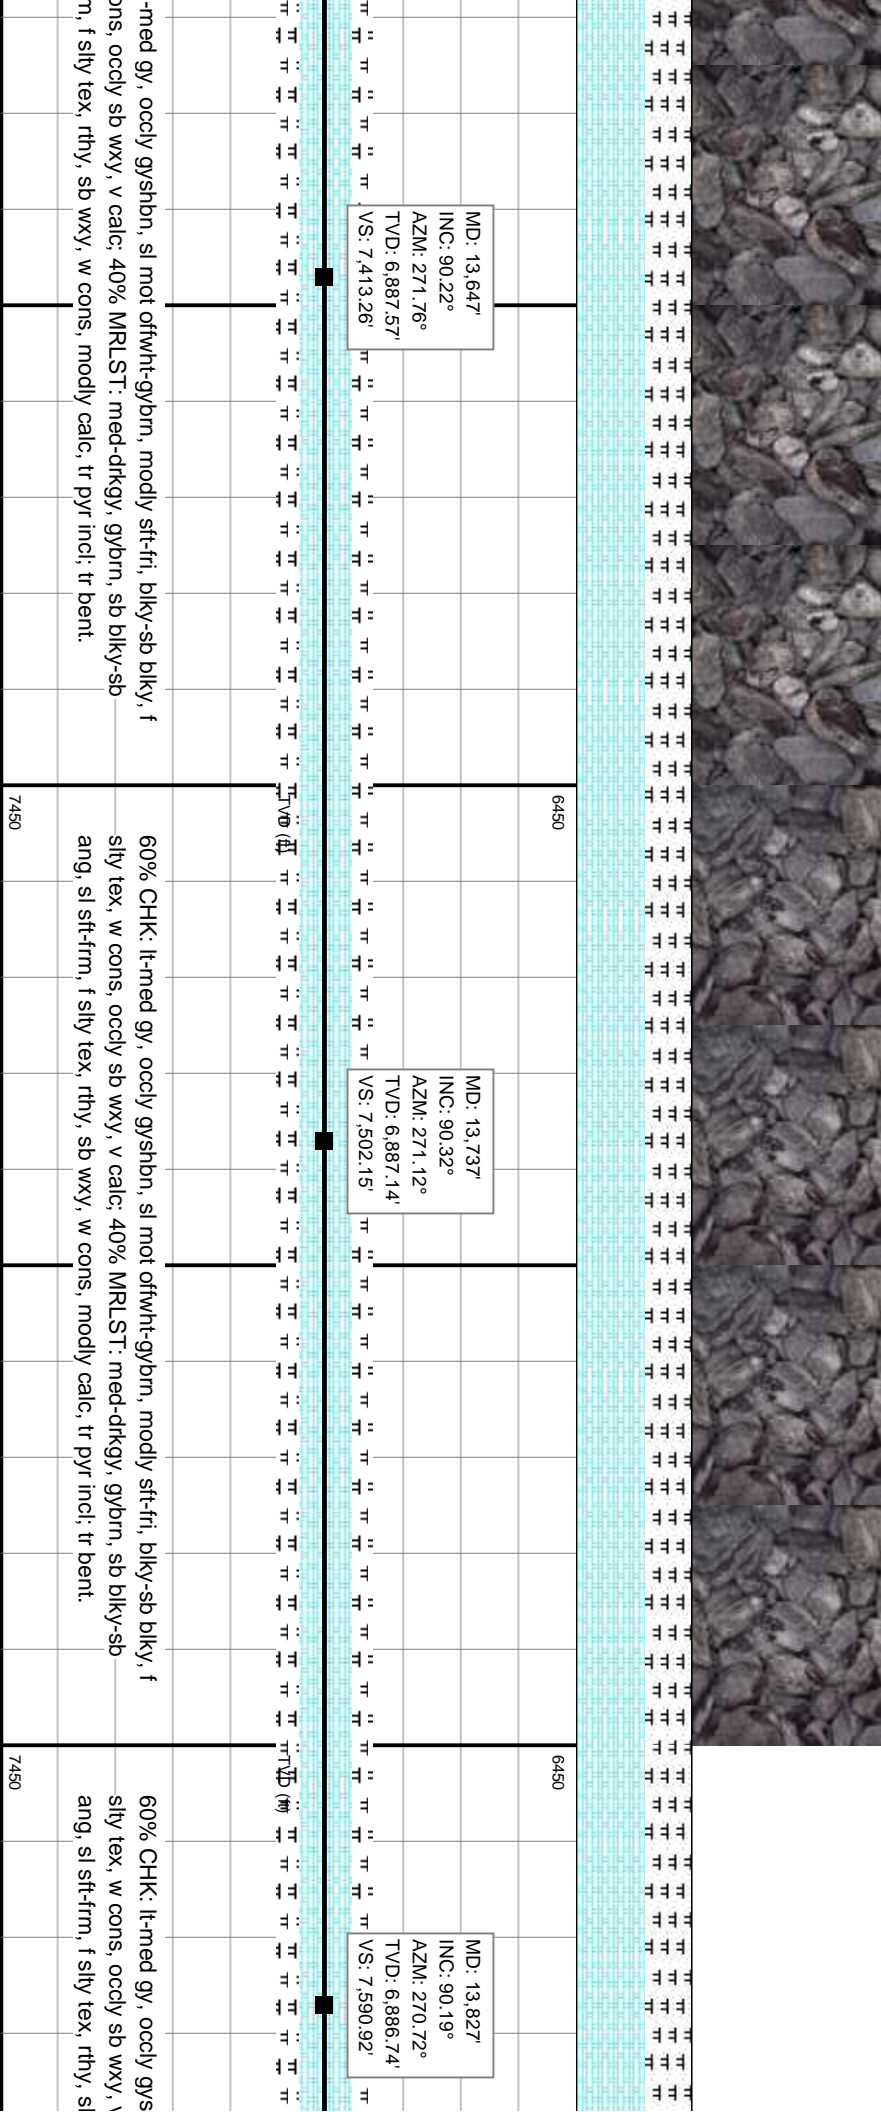 -med gy, occly gyshbn, sl mot offwht-gybrn, modly sft-fri, blky-sb blky, f
ons, occly sb wxy, v calc; 40% MRLST: med-drkgy, gybrn, sb blky-sb
m, f slty tex, rthy, sb wxy, w cons, modly calc, tr pyr incl; tr bent.
MD: 13,647'
INC: 90.22°
AZM: 271.76°
TVD: 6,887.57'
VS: 7,413.26'
6450
TVD (ft)
7450
60% CHK: lt-med gy, occly gyshbn, sl mot offwht-gybrn, modly sft-fri, blky-sb blky, f
slty tex, w cons, occly sb wxy, v calc; 40% MRLST: med-drkgy, gybrn, sb blky-sb
ang, sl sft-frm, f slty tex, rthy, sb wxy, w cons, modly calc, tr pyr incl; tr bent.
MD: 13,737'
INC: 90.32°
AZM: 271.12°
TVD: 6,887.14'
VS: 7,502.15'
6450
TVD (ft)
7450
60% CHK: lt-med gy, occly gys
slty tex, w cons, occly sb wxy,
ang, sl sft-frm, f slty tex, rthy, sl
MD: 13,827'
INC: 90.19°
AZM: 270.72°
TVD: 6,886.74'
VS: 7,590.92'